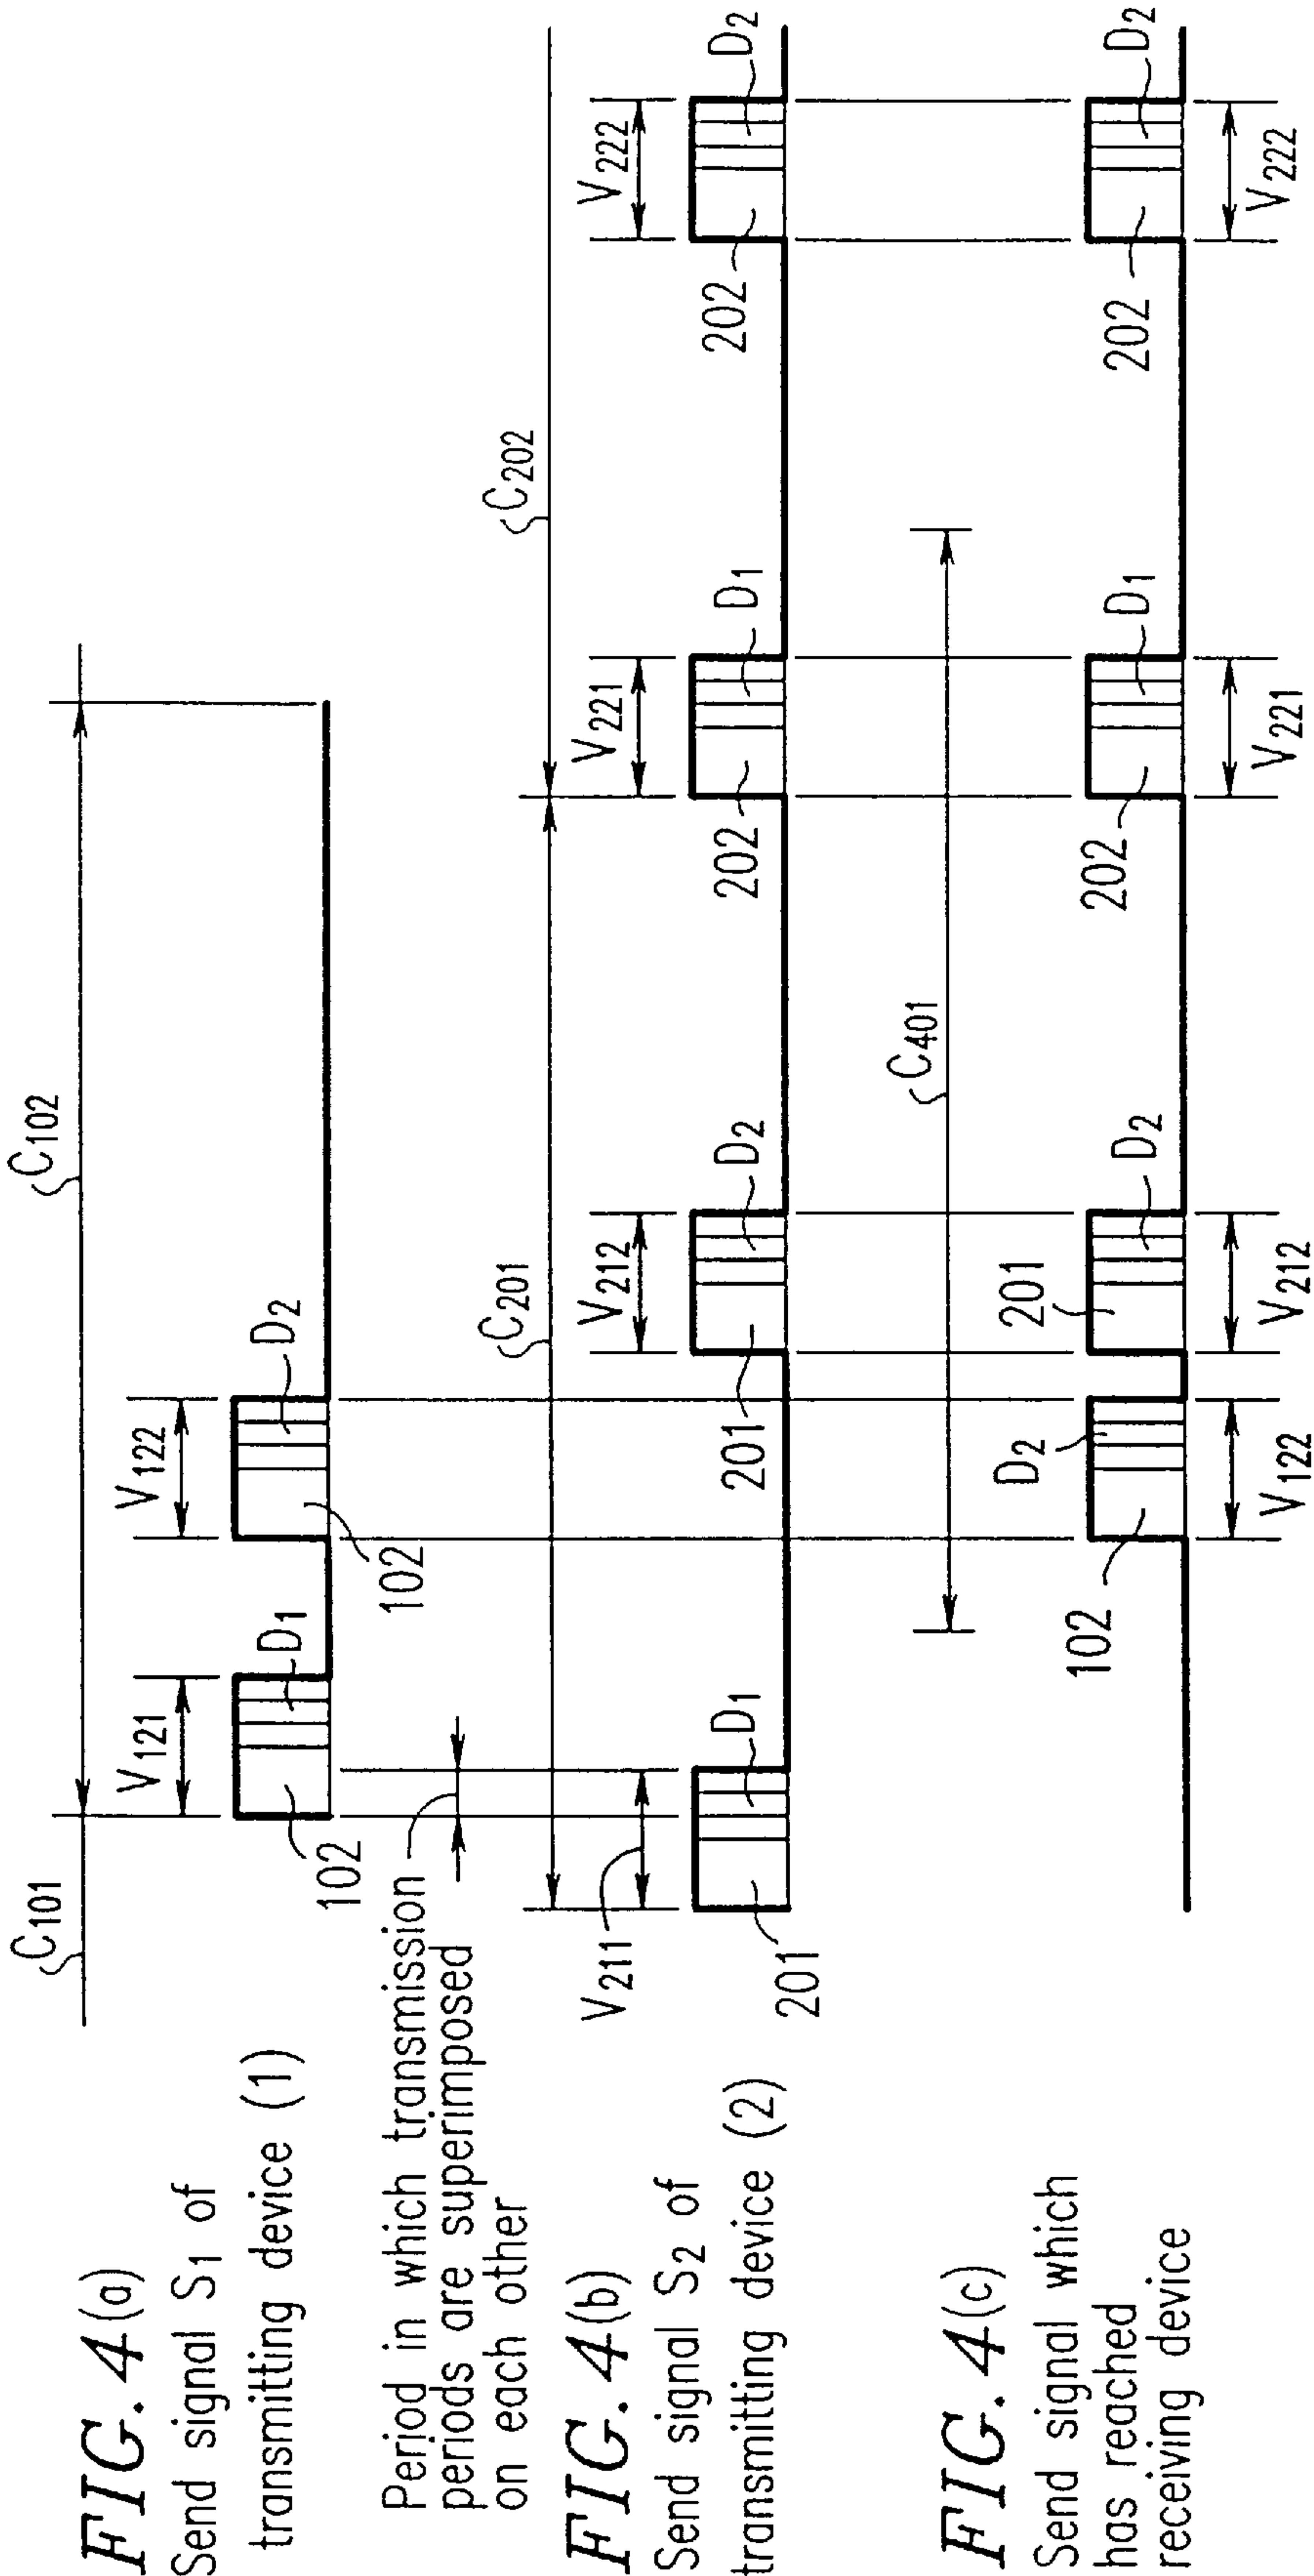 FIG. 4(a)
Send signal S1 of
transmitting device (1)
C101
C102
V121
V122
102
D1
102
D2
Period in which transmission
periods are superimposed
on each other
FIG. 4(b)
Send signal S2 of
transmitting device (2)
C201
C202
V211
V212
V221
V222
201
D1
201
D2
202
D1
202
D2
C401
FIG. 4(c)
Send signal which
has reached
receiving device
102
D2
201
D2
202
D1
202
D2
V122
V212
V221
V222